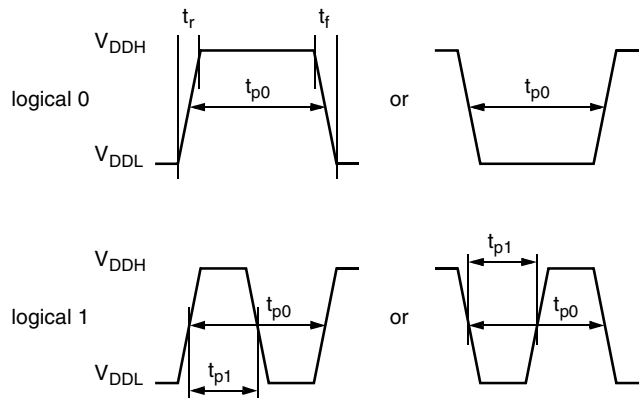 t_r t_f
V_DDH
t_p0 t_p0
logical 0 or
V_DDL
t_p1
V_DDH
t_p0 t_p0
logical 1 or
t_p1
V_DDL